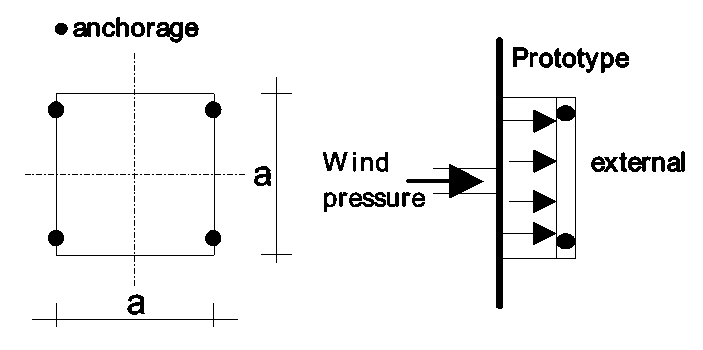 anchorage
a
a
Prototype
Wind
pressure
external